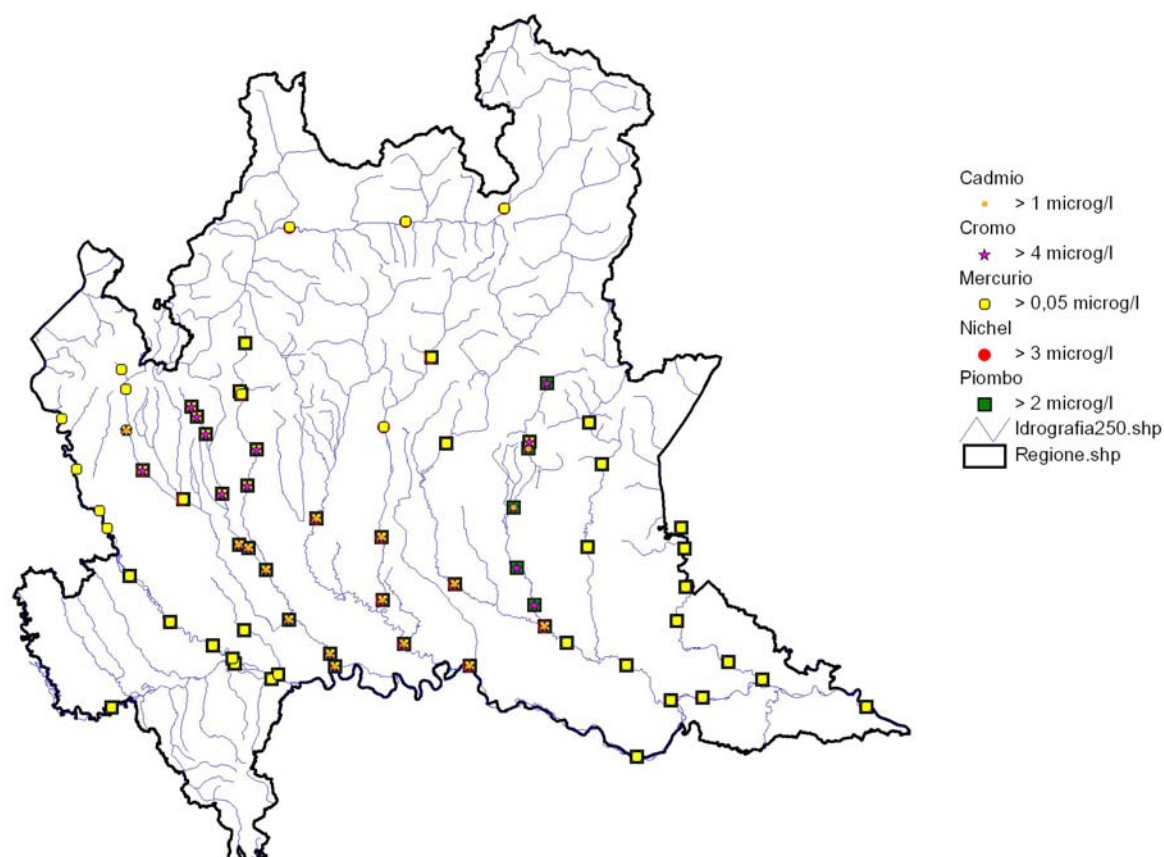 Cadmio
> 1 microg/l
Cromo
> 4 microg/l
Mercurio
> 0,05 microg/l
Nichel
> 3 microg/l
Piombo
> 2 microg/l
Idrografia250.shp
Regione.shp